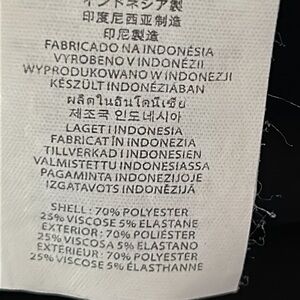 インドネシア製
印度尼西亚制造
印尼製造
FABRICADO NA INDONÉSIA
VYROBENO V INDONÉZII
WYPRODUKOWANO W INDONEZJI
KÉSZÜLT INDONÉZIÁBAN
ผลิตในอินโดนีเซีย
제조국 인도네시아
LAGET I INDONESIA
FABRICAT ÎN INDONEZIA
TILLVERKAD I INDONESIEN
VALMISTETTU INDONESIASSA
PAGAMINTA INDONEZIJOJE
IZGATAVOTS INDONĒZIJĀ
SHELL : 70% POLYESTER
25% VISCOSE 5% ELASTANE
EXTERIOR : 70% POLIÉSTER
25% VISCOSA 5% ELASTANO
EXTERIEUR : 70% POLYESTER
25% VISCOSE 5% ÉLASTHANNE